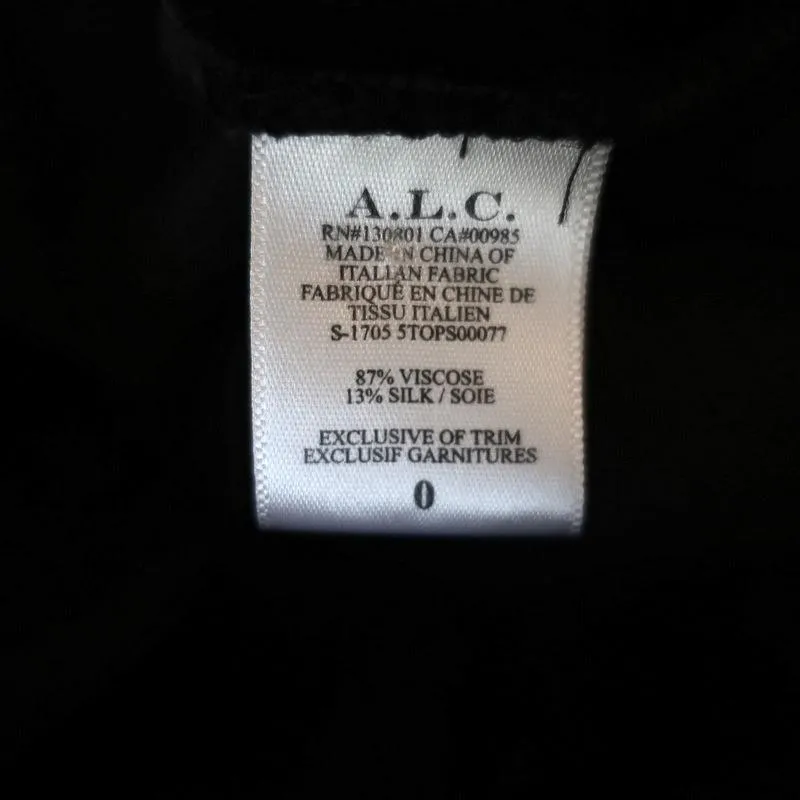 A.L.C.
RN#130801 CA#00985
MADE IN CHINA OF
ITALIAN FABRIC
FABRIQUÉ EN CHINE DE
TISSU ITALIEN
S-1705 5TOPS00077
87% VISCOSE
13% SILK / SOIE
EXCLUSIVE OF TRIM
EXCLUSIF GARNITURES
0